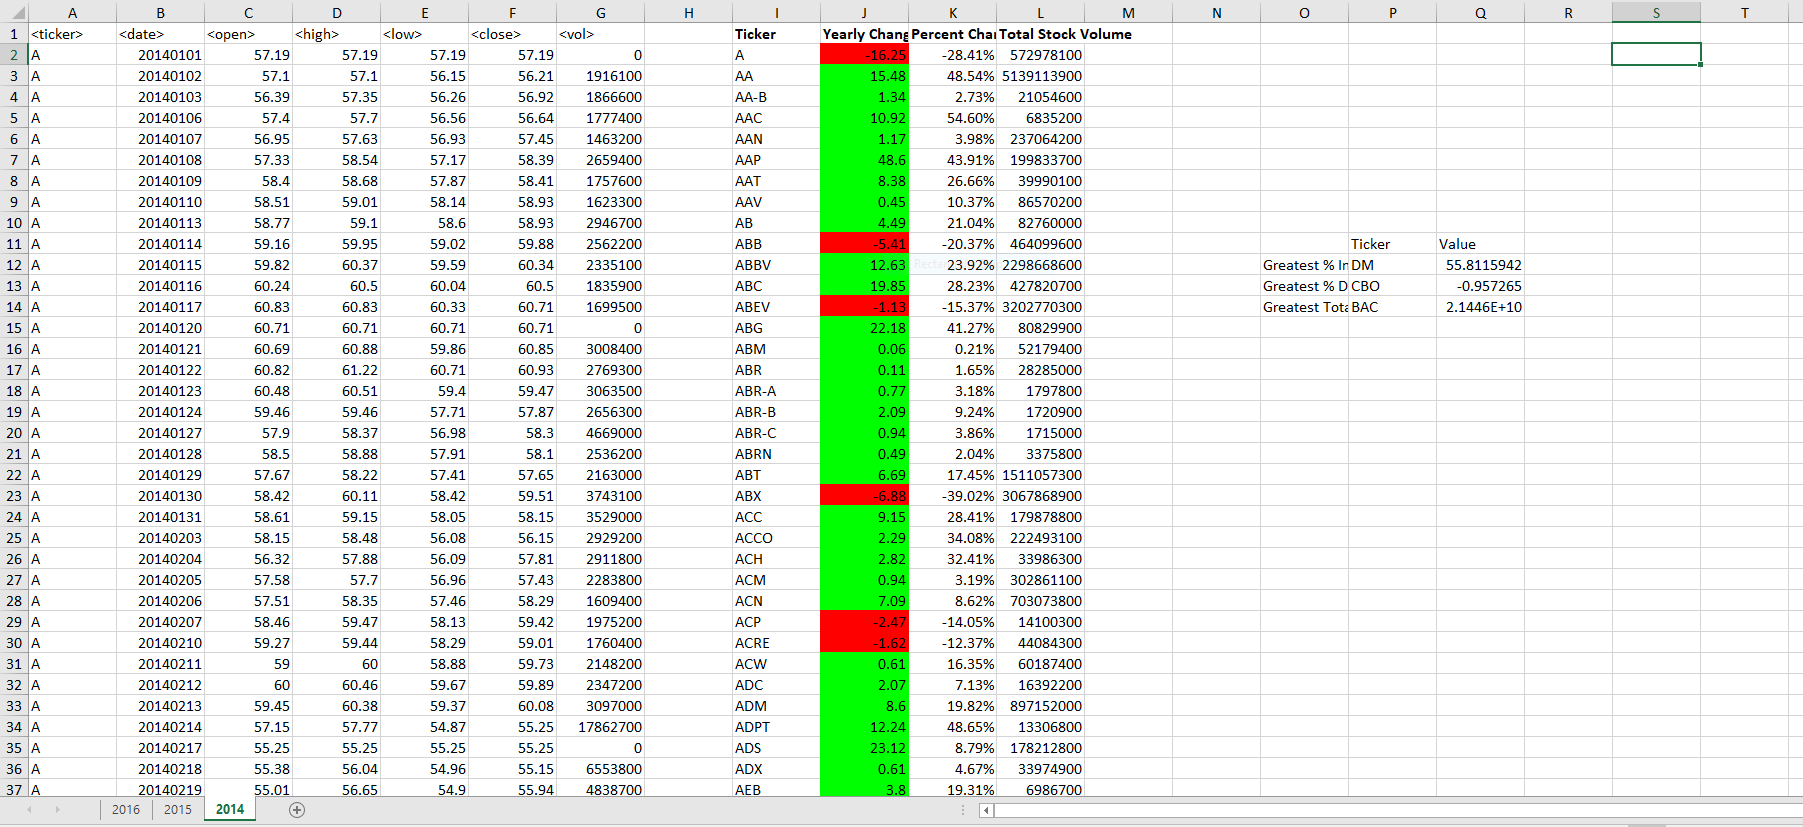 A B C D E F G H I J K L M N O P Q R S T
1 <ticker> <date> <open> <high> <low> <close> <vol> Ticker Yearly Chang Percent Chai Total Stock Volume
2 A 20140101 57.19 57.19 57.19 57.19 0 A -16.25 -28.41% 572978100
3 A 20140102 57.1 57.1 56.15 56.21 1916100 AA 15.48 48.54% 5139113900
4 A 20140103 56.39 57.35 56.26 56.92 1866600 AA-B 1.34 2.73% 21054600
5 A 20140106 57.4 57.7 56.56 56.64 1777400 AAC 10.92 54.60% 6835200
6 A 20140107 56.95 57.63 56.93 57.45 1463200 AAN 1.17 3.98% 237064200
7 A 20140108 57.33 58.54 57.17 58.39 2659400 AAP 48.6 43.91% 199833700
8 A 20140109 58.4 58.68 57.87 58.41 1757600 AAT 8.38 26.66% 39990100
9 A 20140110 58.51 59.01 58.14 58.93 1623300 AAV 0.45 10.37% 86570200
10 A 20140113 58.77 59.1 58.6 58.93 2946700 AB 4.49 21.04% 82760000
11 A 20140114 59.16 59.95 59.02 59.88 2562200 ABB -5.41 -20.37% 464099600 Ticker Value
12 A 20140115 59.82 60.37 59.59 60.34 2335100 ABBV 12.63 23.92% 2298668600 Greatest % In DM 55.8115942
13 A 20140116 60.24 60.5 60.04 60.5 1835900 ABC 19.85 28.23% 427820700 Greatest % D CBO -0.957265
14 A 20140117 60.83 60.83 60.33 60.71 1699500 ABEV -1.13 -15.37% 3202770300 Greatest Tota BAC 2.1446E+10
15 A 20140120 60.71 60.71 60.71 60.71 0 ABG 22.18 41.27% 80829900
16 A 20140121 60.69 60.88 59.86 60.85 3008400 ABM 0.06 0.21% 52179400
17 A 20140122 60.82 61.22 60.71 60.93 2769300 ABR 0.11 1.65% 28285000
18 A 20140123 60.48 60.51 59.4 59.47 3063500 ABR-A 0.77 3.18% 1797800
19 A 20140124 59.46 59.46 57.71 57.87 2656300 ABR-B 2.09 9.24% 1720900
20 A 20140127 57.9 58.37 56.98 58.3 4669000 ABR-C 0.94 3.86% 1715000
21 A 20140128 58.5 58.88 57.91 58.1 2536200 ABRN 0.49 2.04% 3375800
22 A 20140129 57.67 58.22 57.41 57.65 2163000 ABT 6.69 17.45% 1511057300
23 A 20140130 58.42 60.11 58.42 59.51 3743100 ABX -6.88 -39.02% 3067868900
24 A 20140131 58.61 59.15 58.05 58.15 3529000 ACC 9.15 28.41% 179878800
25 A 20140203 58.15 58.48 56.08 56.15 2929200 ACCO 2.29 34.08% 222493100
26 A 20140204 56.32 57.88 56.09 57.81 2911800 ACH 2.82 32.41% 33986300
27 A 20140205 57.58 57.7 56.96 57.43 2283800 ACM 0.94 3.19% 302861100
28 A 20140206 57.51 58.35 57.46 58.29 1609400 ACN 7.09 8.62% 703073800
29 A 20140207 58.46 59.47 58.13 59.42 1975200 ACP -2.47 -14.05% 14100300
30 A 20140210 59.27 59.44 58.29 59.01 1760400 ACRE -1.62 -12.37% 44084300
31 A 20140211 59 60 58.88 59.73 2148200 ACW 0.61 16.35% 60187400
32 A 20140212 60 60.46 59.67 59.89 2347200 ADC 2.07 7.13% 16392200
33 A 20140213 59.45 60.38 59.37 60.08 3097000 ADM 8.6 19.82% 897152000
34 A 20140214 57.15 57.77 54.87 55.25 17862700 ADPT 12.24 48.65% 13306800
35 A 20140217 55.25 55.25 55.25 55.25 0 ADS 23.12 8.79% 178212800
36 A 20140218 55.38 56.04 54.96 55.15 6553800 ADX 0.61 4.67% 33974900
37 A 20140219 55.01 56.65 54.9 55.94 4838700 AEB 3.8 19.31% 6986700
2016 2015 2014